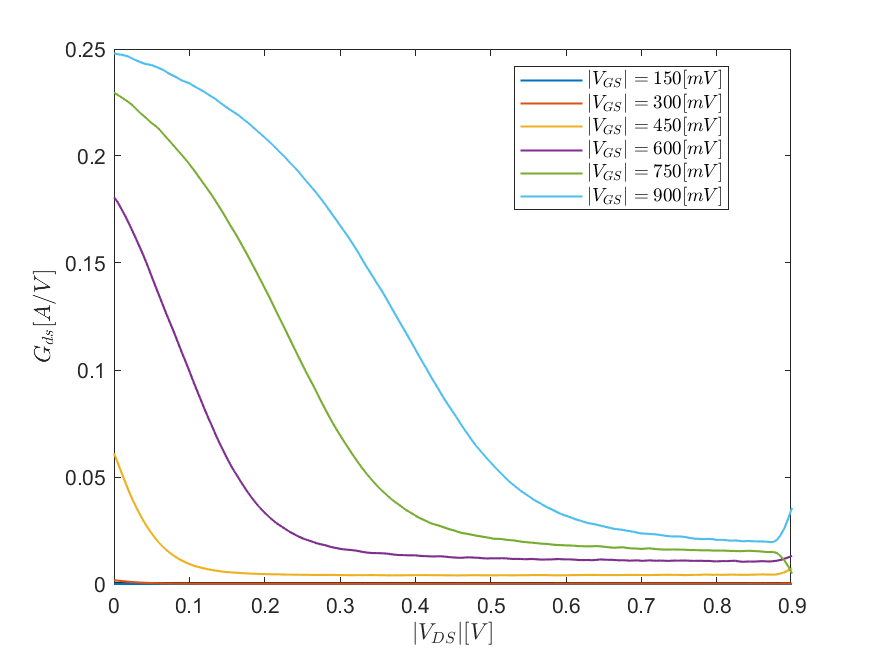 0.25
0.2
0.15
0.1
0.05
0
G_{ds}[A/V]
|V_{GS}| = 150[mV]
|V_{GS}| = 300[mV]
|V_{GS}| = 450[mV]
|V_{GS}| = 600[mV]
|V_{GS}| = 750[mV]
|V_{GS}| = 900[mV]
0 0.1 0.2 0.3 0.4 0.5 0.6 0.7 0.8 0.9
|V_{DS}|[V]